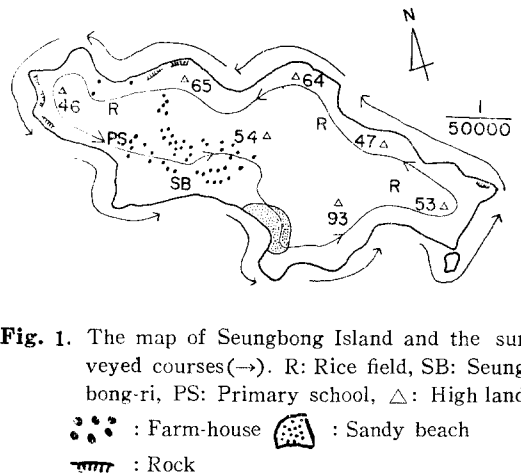 N
65
64
46
R
1
50000
PS
54
R
47
SB
R
93
53
Fig. 1. The map of Seungbong Island and the sur
veyed courses(→). R: Rice field, SB: Seung
bong-ri, PS: Primary school, △: High land
: Farm-house : Sandy beach
: Rock